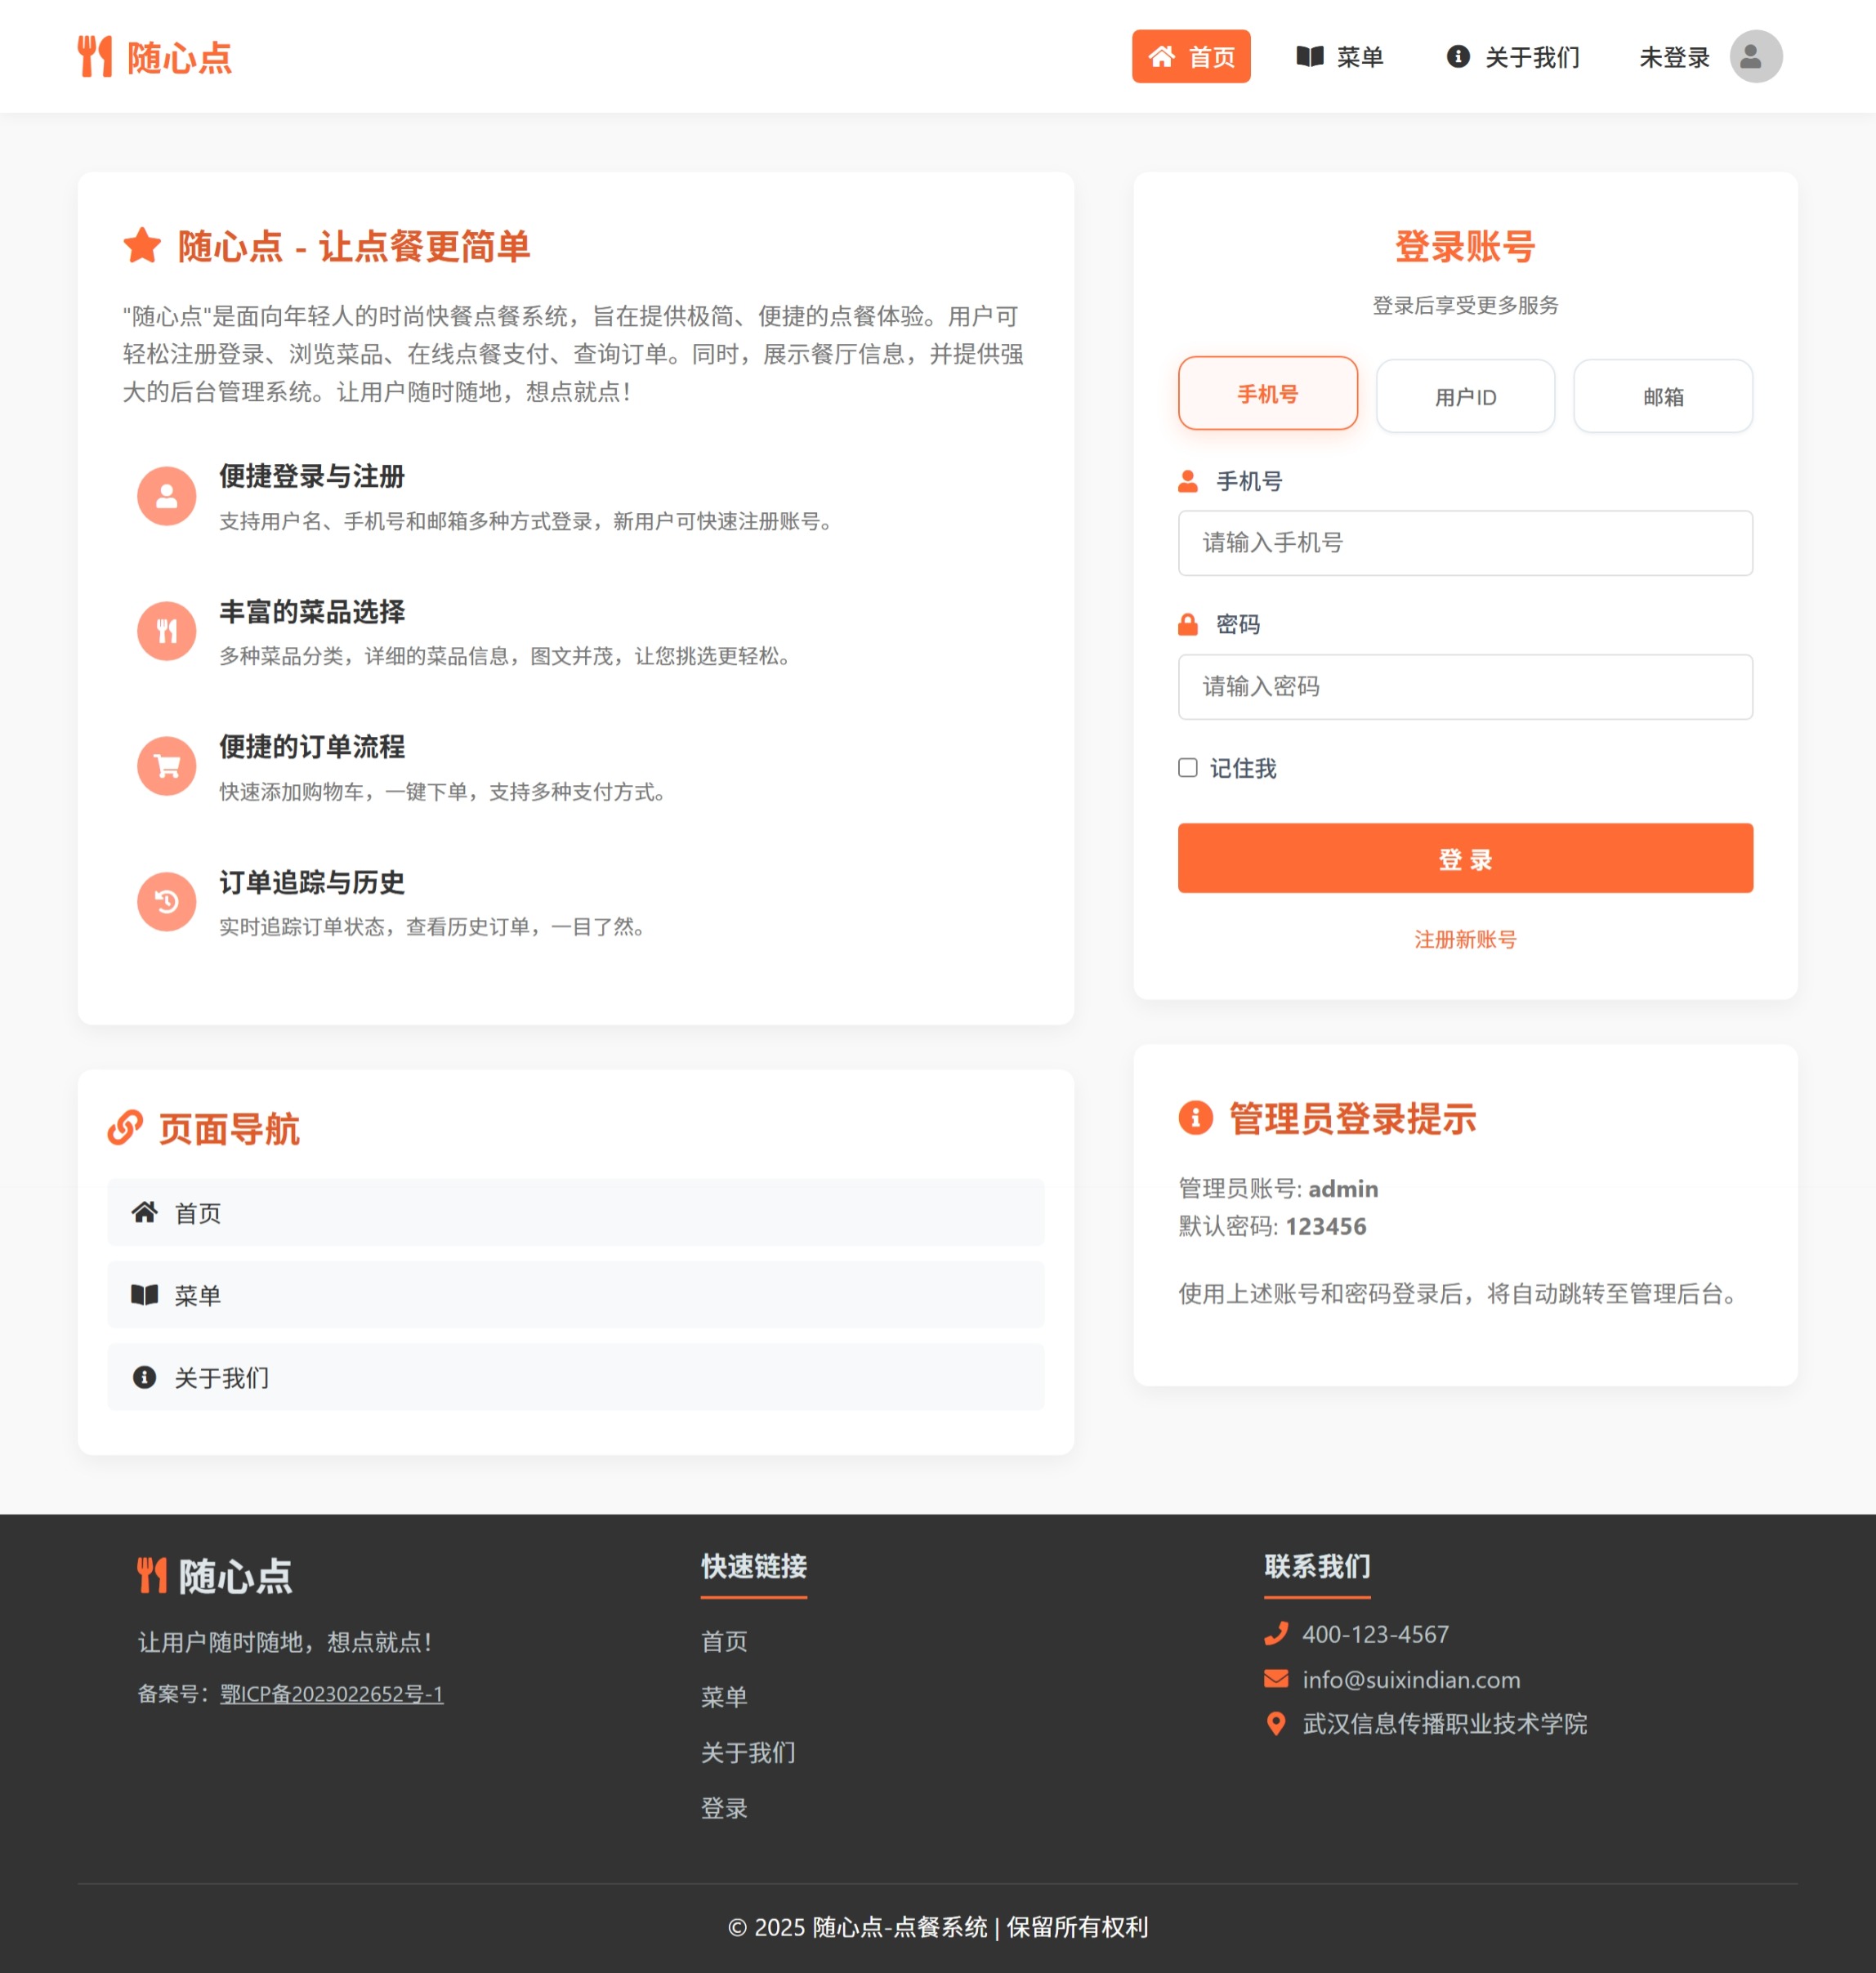 随心点
首页
菜单
关于我们
未登录
随心点 - 让点餐更简单
"随心点"是面向年轻人的时尚快餐点餐系统，旨在提供极简、便捷的点餐体验。用户可
轻松注册登录、浏览菜品、在线点餐支付、查询订单。同时，展示餐厅信息，并提供强
大的后台管理系统。让用户随时随地，想点就点！
便捷登录与注册
支持用户名、手机号和邮箱多种方式登录，新用户可快速注册账号。
丰富的菜品选择
多种菜品分类，详细的菜品信息，图文并茂，让您挑选更轻松。
便捷的订单流程
快速添加购物车，一键下单，支持多种支付方式。
订单追踪与历史
实时追踪订单状态，查看历史订单，一目了然。
页面导航
首页
菜单
关于我们
登录账号
登录后享受更多服务
手机号
用户ID
邮箱
手机号
请输入手机号
密码
请输入密码
记住我
登 录
注册新账号
管理员登录提示
管理员账号: admin
默认密码: 123456
使用上述账号和密码登录后，将自动跳转至管理后台。
随心点
让用户随时随地，想点就点！
备案号：鄂ICP备2023022652号-1
快速链接
首页
菜单
关于我们
登录
联系我们
400-123-4567
info@suixindian.com
武汉信息传播职业技术学院
© 2025 随心点-点餐系统 | 保留所有权利